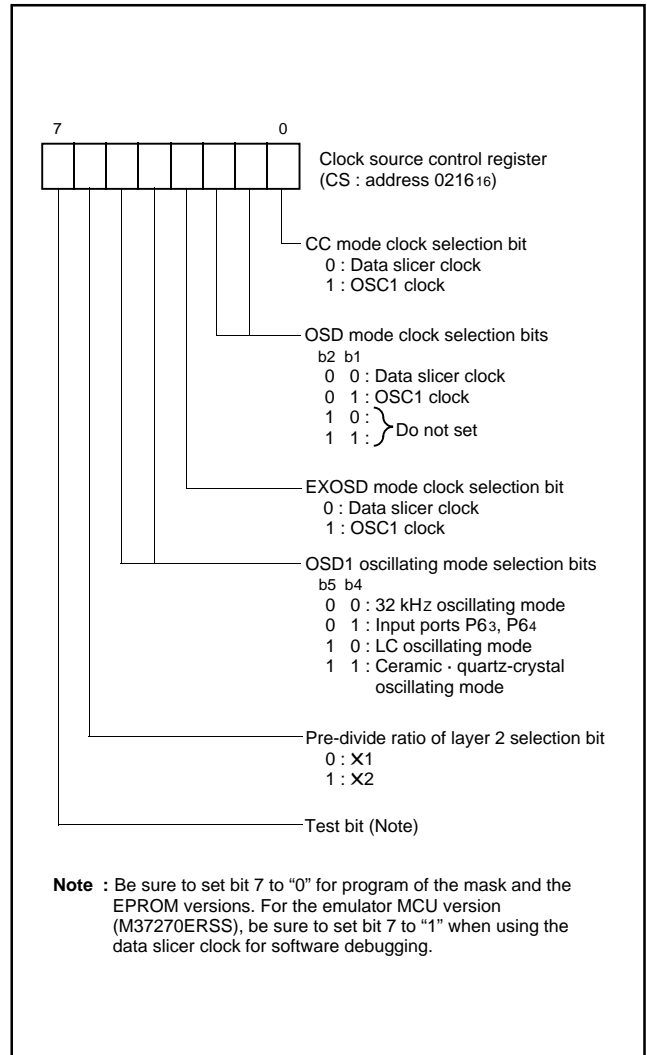 7 0
Clock source control register
(CS : address 021616)
CC mode clock selection bit
0 : Data slicer clock
1 : OSC1 clock
OSD mode clock selection bits
b2 b1
0 0 : Data slicer clock
0 1 : OSC1 clock
1 0 :
1 1 :
Do not set
EXOSD mode clock selection bit
0 : Data slicer clock
1 : OSC1 clock
OSD1 oscillating mode selection bits
b5 b4
0 0 : 32 kHz oscillating mode
0 1 : Input ports P63, P64
1 0 : LC oscillating mode
1 1 : Ceramic · quartz-crystal
oscillating mode
Pre-divide ratio of layer 2 selection bit
0 : ×1
1 : ×2
Test bit (Note)
Note : Be sure to set bit 7 to “0” for program of the mask and the
EPROM versions. For the emulator MCU version
(M37270ERSS), be sure to set bit 7 to “1” when using the
data slicer clock for software debugging.